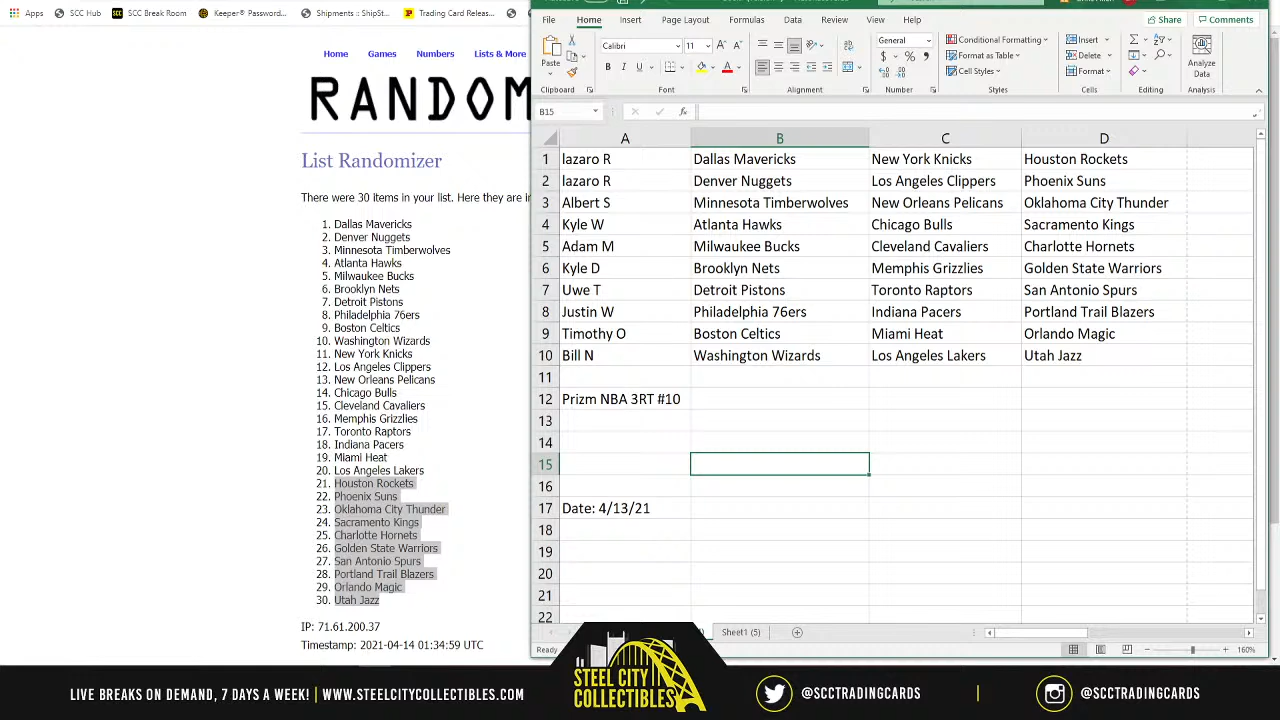 Apps SCC Hub SCC Break Room Keeper® Password... Shipments :: ShipSt... Trading Card Releas...
Home Games Numbers Lists & More
RANDOM
List Randomizer
There were 30 items in your list. Here they are in
1. Dallas Mavericks
2. Denver Nuggets
3. Minnesota Timberwolves
4. Atlanta Hawks
5. Milwaukee Bucks
6. Brooklyn Nets
7. Detroit Pistons
8. Philadelphia 76ers
9. Boston Celtics
10. Washington Wizards
11. New York Knicks
12. Los Angeles Clippers
13. New Orleans Pelicans
14. Chicago Bulls
15. Cleveland Cavaliers
16. Memphis Grizzlies
17. Toronto Raptors
18. Indiana Pacers
19. Miami Heat
20. Los Angeles Lakers
21. Houston Rockets
22. Phoenix Suns
23. Oklahoma City Thunder
24. Sacramento Kings
25. Charlotte Hornets
26. Golden State Warriors
27. San Antonio Spurs
28. Portland Trail Blazers
29. Orlando Magic
30. Utah Jazz
IP: 71.61.200.37
Timestamp: 2021-04-14 01:34:59 UTC
File Home Insert Page Layout Formulas Data Review View Help Share Comments
Paste Calibri 11 General Conditional Formatting Format as Table Cell Styles Insert Delete Format Analyze Data
Clipboard Font Alignment Number Styles Cells Editing Analysis
B15 fx
A B C D
1 lazaro R Dallas Mavericks New York Knicks Houston Rockets
2 lazaro R Denver Nuggets Los Angeles Clippers Phoenix Suns
3 Albert S Minnesota Timberwolves New Orleans Pelicans Oklahoma City Thunder
4 Kyle W Atlanta Hawks Chicago Bulls Sacramento Kings
5 Adam M Milwaukee Bucks Cleveland Cavaliers Charlotte Hornets
6 Kyle D Brooklyn Nets Memphis Grizzlies Golden State Warriors
7 Uwe T Detroit Pistons Toronto Raptors San Antonio Spurs
8 Justin W Philadelphia 76ers Indiana Pacers Portland Trail Blazers
9 Timothy O Boston Celtics Miami Heat Orlando Magic
10 Bill N Washington Wizards Los Angeles Lakers Utah Jazz
11
12 Prizm NBA 3RT #10
13
14
15
16
17 Date: 4/13/21
18
19
20
21
22
Sheet1 (5)
Ready 160%
LIVE BREAKS ON DEMAND, 7 DAYS A WEEK! | WWW.STEELCITYCOLLECTIBLES.COM
STEEL CITY
COLLECTIBLES
@SCCTRADINGCARDS | @SCCTRADINGCARDS